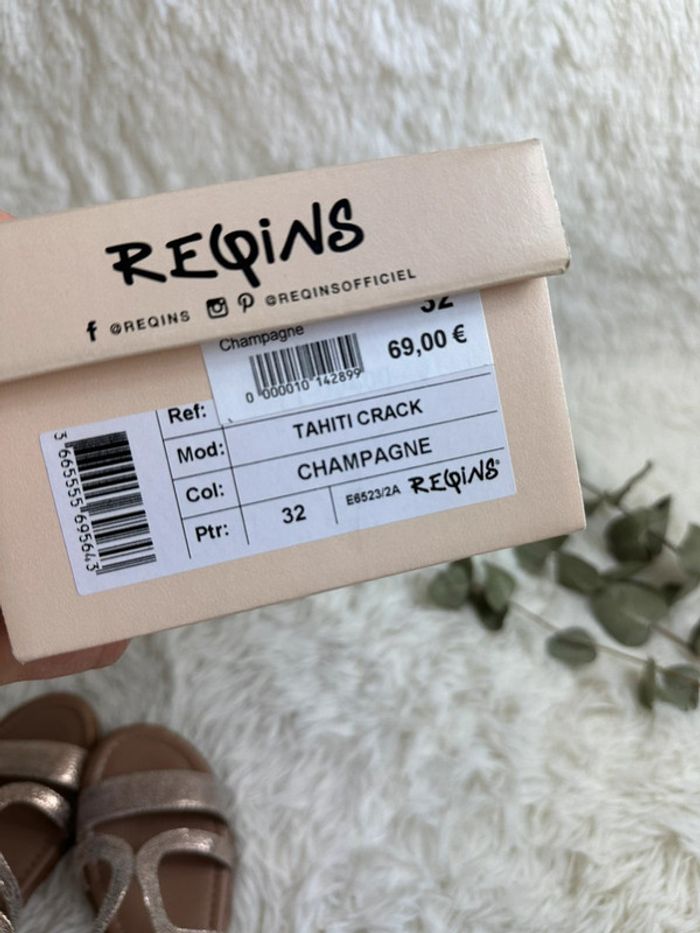 REQINS
@REQINS @REQINSOFFICIEL
32
Champagne
69,00 €
0 000010 142899
Ref:
Mod: TAHITI CRACK
Col: CHAMPAGNE
Ptr: 32 E6523/2A REQINS
3 665555 695643